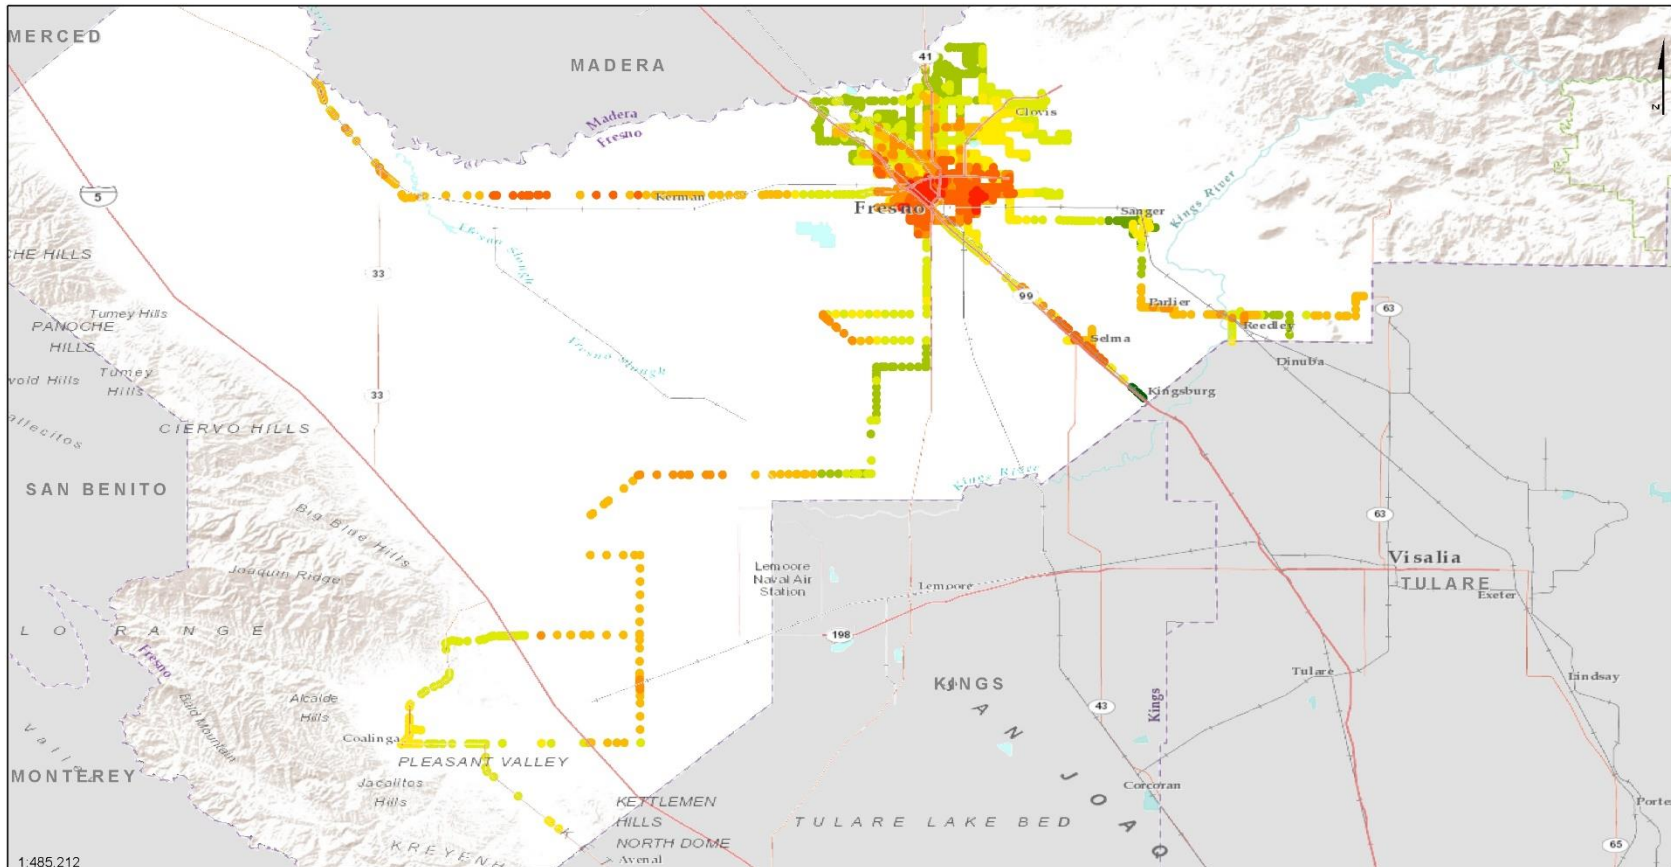 MERCED
MADERA
41
Clovis
Madera
Fresno
N
5
Kerman
Fresno
Sanger
Kings River
Fresno Slough
CHE HILLS
33
99
Parlier
63
Tumey Hills
PANOCHE
HILLS
Reedley
Selma
Fresno Slough
Tumey
Hills
Dinuba
33
Kingsburg
CIERVO HILLS
SAN BENITO
Kings River
Big Blue Hills
63
Joaquin Ridge
Visalia
TULARE
Lemoore
Naval Air
Station
Lemoore
Exeter
L O R A N G E
198
Fresno
Tulare
Lindsay
KINGS
Alcalde
Hills
Bald Mountain
43
Kings
Coalinga
PLEASANT VALLEY
MONTEREY
Jacalitos
Hills
Corcoran
KETTLEMEN
HILLS
NORTH DOME
TULARE LAKE BED
S A N J O A Q
Porte
65
KREYENH
Avenal
1:485,212